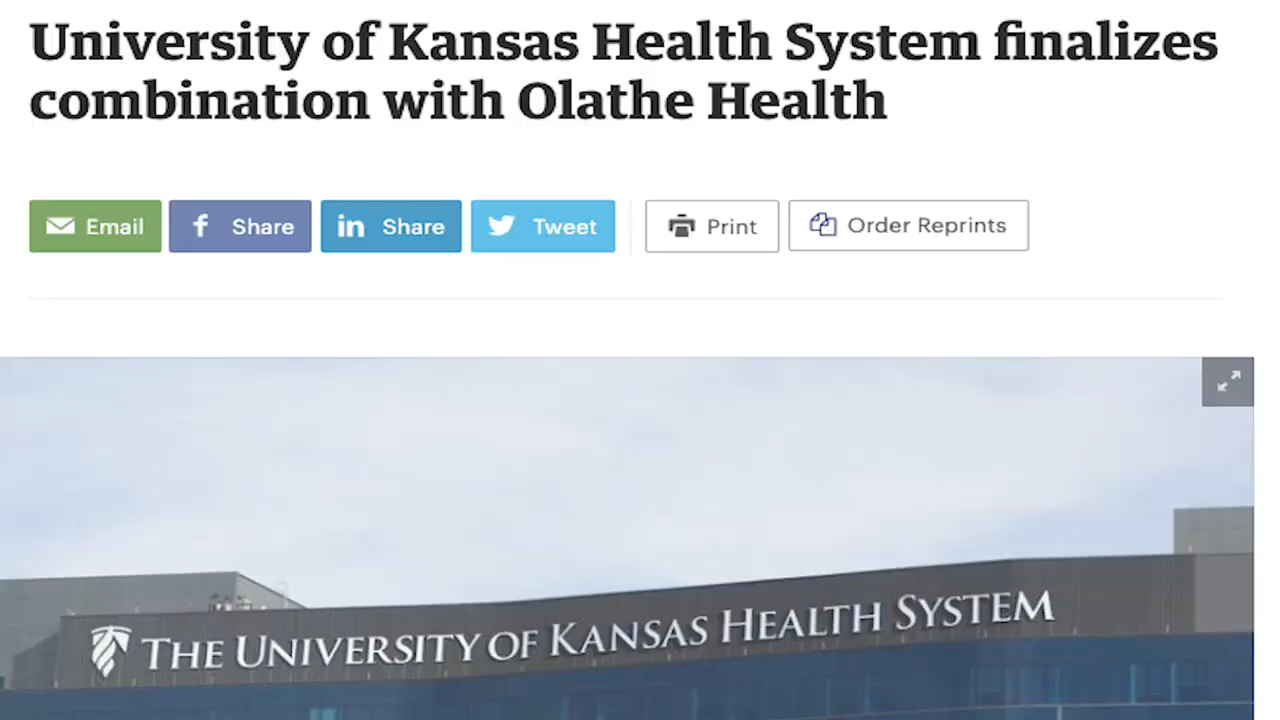 University of Kansas Health System finalizes
combination with Olathe Health
Email
f Share
in Share
Tweet
Print
Order Reprints
THE UNIVERSITY OF KANSAS HEALTH SYSTEM